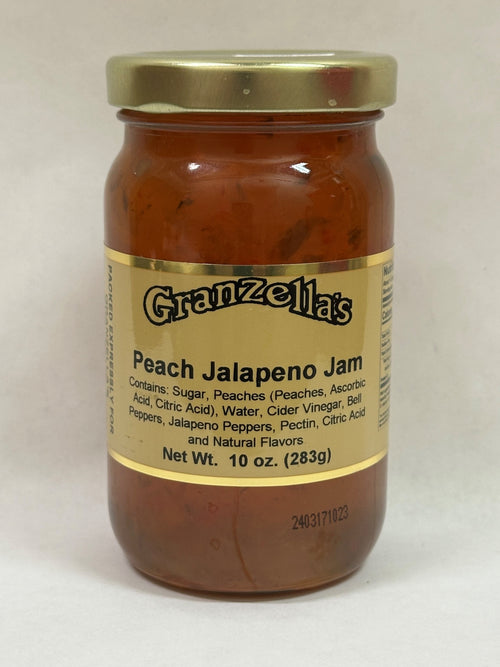 Granzella's
Peach Jalapeno Jam
Contains: Sugar, Peaches (Peaches, Ascorbic
Acid, Citric Acid), Water, Cider Vinegar, Bell
Peppers, Jalapeno Peppers, Pectin, Citric Acid
and Natural Flavors
Net Wt. 10 oz. (283g)
2403171023
PACKED EXPRESSLY FOR